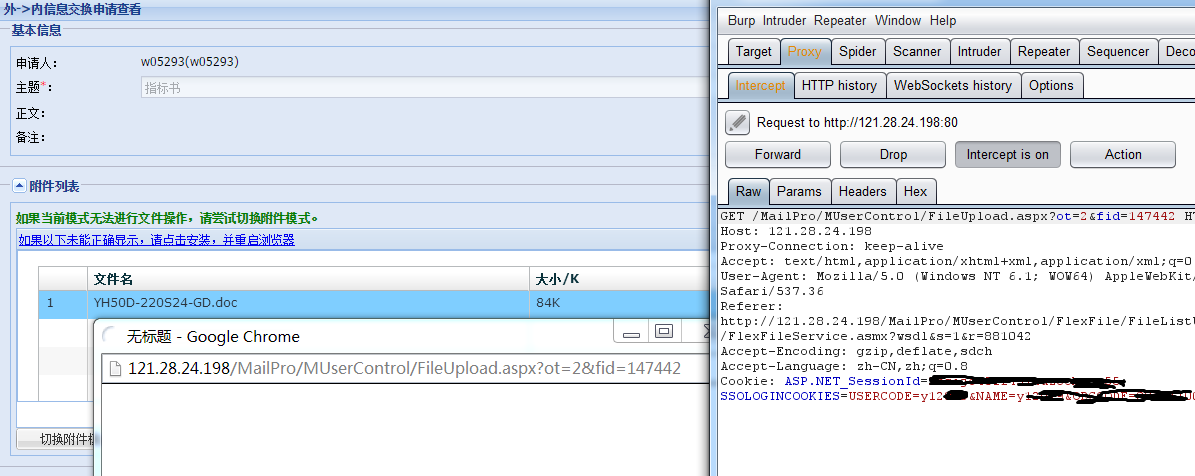 外->内信息交换申请查看
基本信息
申请人: w05293(w05293)
主题*: 指标书
正文:
备注:
附件列表
如果当前模式无法进行文件操作，请尝试切换附件模式。
如果以下未能正确显示，请点击安装，并重启浏览器
文件名 大小/K
1 YH50D-220S24-GD.doc 84K
无标题 - Google Chrome
121.28.24.198/MailPro/MUserControl/FileUpload.aspx?ot=2&fid=147442
切换附件
Burp Intruder Repeater Window Help
Target Proxy Spider Scanner Intruder Repeater Sequencer Deco
Intercept HTTP history WebSockets history Options
Request to http://121.28.24.198:80
Forward Drop Intercept is on Action
Raw Params Headers Hex
GET /MailPro/MUserControl/FileUpload.aspx?ot=2&fid=147442 HT
Host: 121.28.24.198
Proxy-Connection: keep-alive
Accept: text/html,application/xhtml+xml,application/xml;q=0
User-Agent: Mozilla/5.0 (Windows NT 6.1; WOW64) AppleWebKit/
Safari/537.36
Referer:
http://121.28.24.198/MailPro/MUserControl/FlexFile/FileListU
/FlexFileService.asmx?wsdl&s=1&r=881042
Accept-Encoding: gzip,deflate,sdch
Accept-Language: zh-CN,zh;q=0.8
Cookie: ASP.NET_SessionId=
SSOLOGINCOOKIES=USERCODE=y12 &NAME=y1